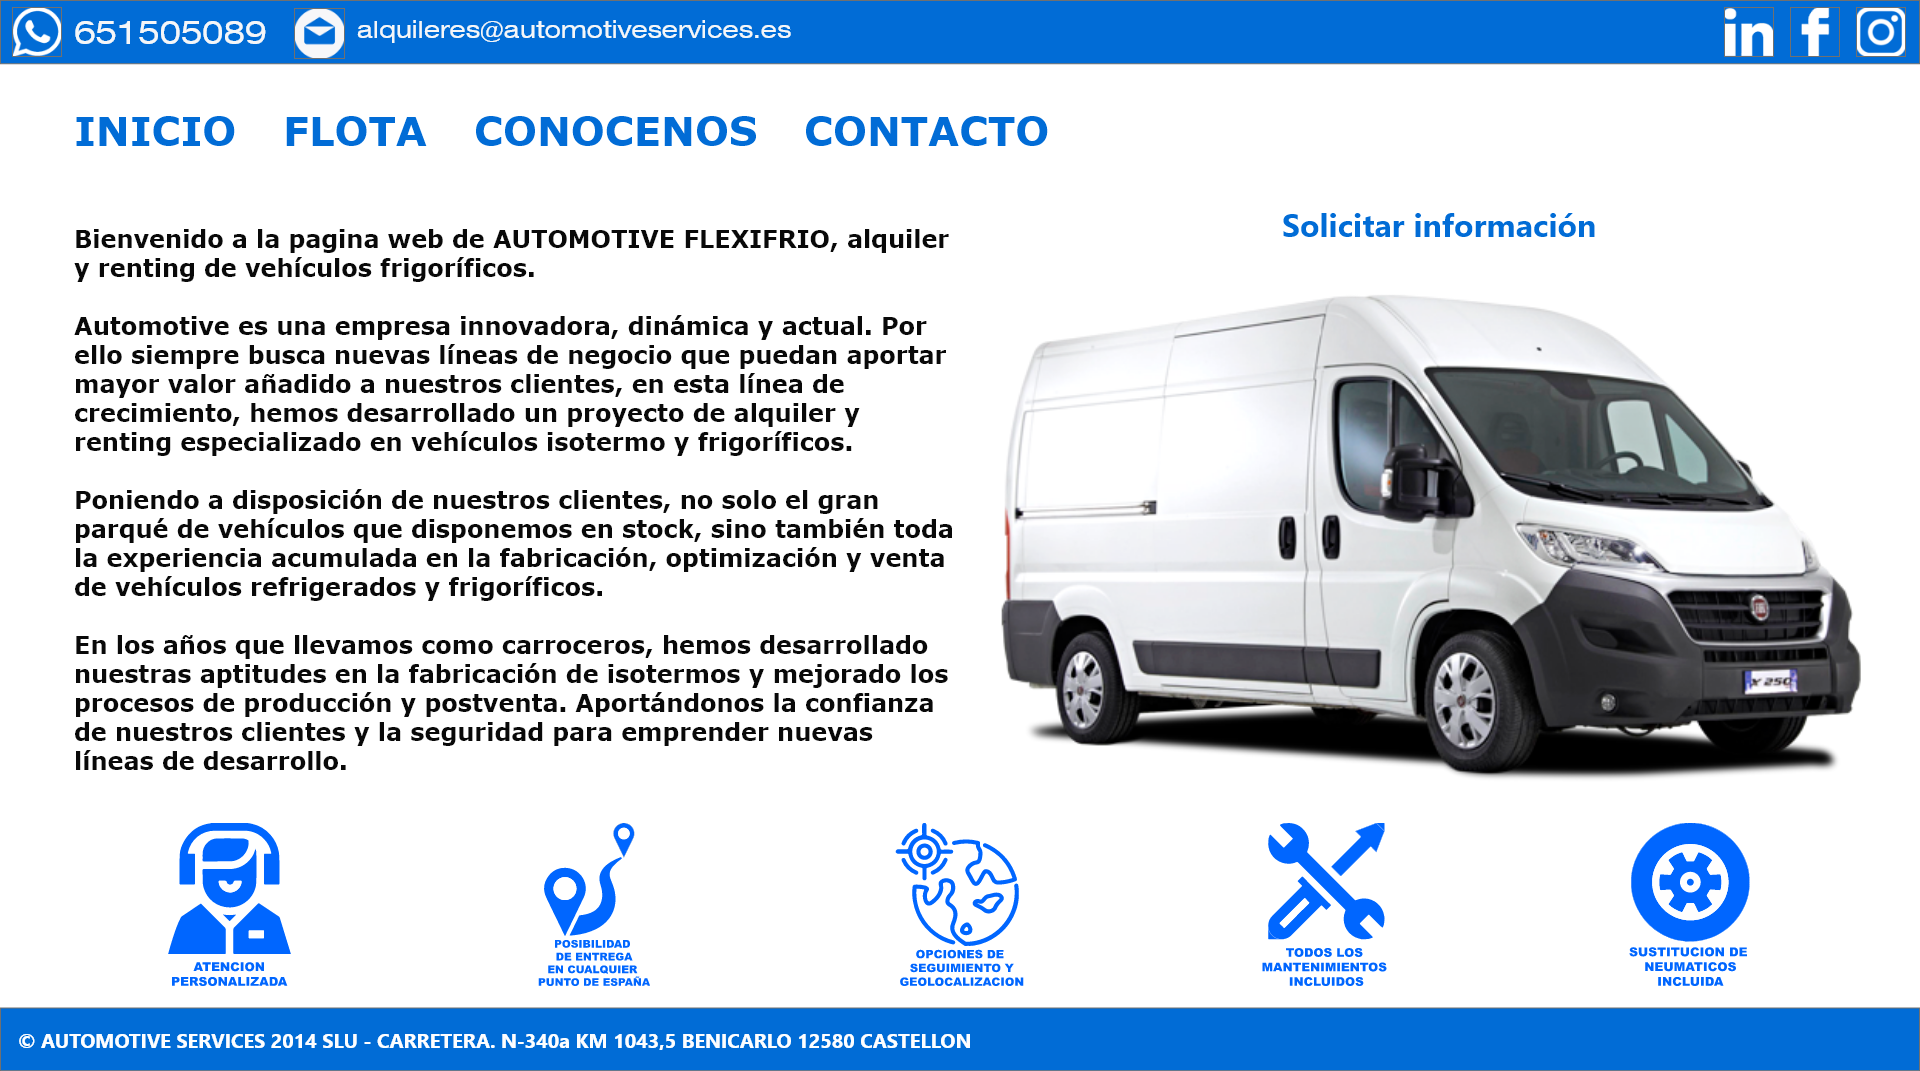 651505089
alquileres@automotiveservices.es
INICIO FLOTA CONOCENOS CONTACTO
Bienvenido a la pagina web de AUTOMOTIVE FLEXIFRIO, alquiler
y renting de vehículos frigoríficos.
Automotive es una empresa innovadora, dinámica y actual. Por
ello siempre busca nuevas líneas de negocio que puedan aportar
mayor valor añadido a nuestros clientes, en esta línea de
crecimiento, hemos desarrollado un proyecto de alquiler y
renting especializado en vehículos isotermo y frigoríficos.
Poniendo a disposición de nuestros clientes, no solo el gran
parqué de vehículos que disponemos en stock, sino también toda
la experiencia acumulada en la fabricación, optimización y venta
de vehículos refrigerados y frigoríficos.
En los años que llevamos como carroceros, hemos desarrollado
nuestras aptitudes en la fabricación de isotermos y mejorado los
procesos de producción y postventa. Aportándonos la confianza
de nuestros clientes y la seguridad para emprender nuevas
líneas de desarrollo.
Solicitar información
X 250
ATENCION
PERSONALIZADA
POSIBILIDAD
DE ENTREGA
EN CUALQUIER
PUNTO DE ESPAÑA
OPCIONES DE
SEGUIMIENTO Y
GEOLOCALIZACION
TODOS LOS
MANTENIMIENTOS
INCLUIDOS
SUSTITUCION DE
NEUMATICOS
INCLUIDA
© AUTOMOTIVE SERVICES 2014 SLU - CARRETERA. N-340a KM 1043,5 BENICARLO 12580 CASTELLON